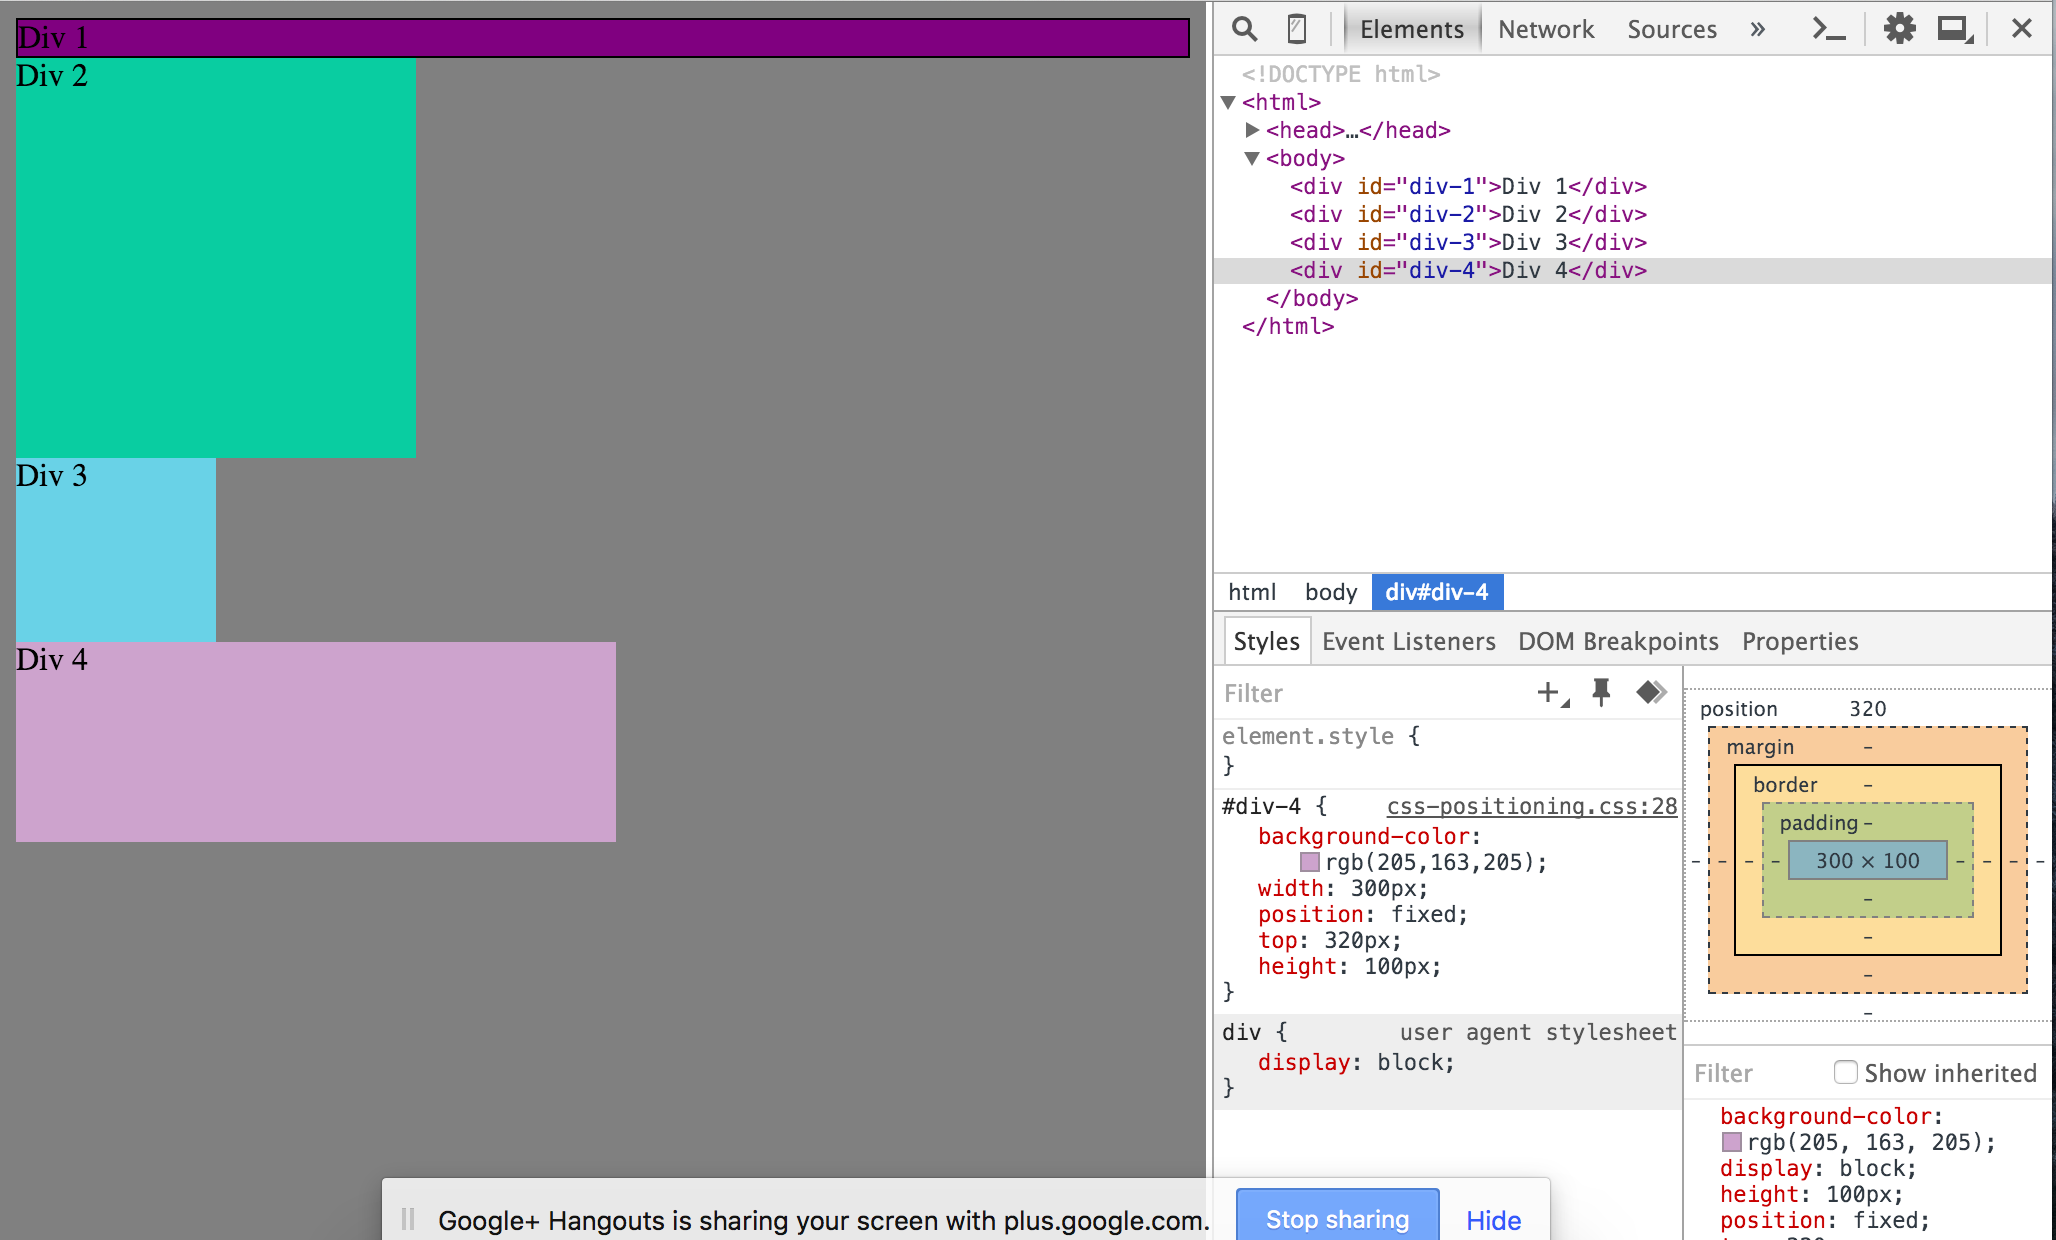 Div 1
Div 2
Div 3
Div 4
Elements Network Sources »
<!DOCTYPE html>
<html>
<head>…</head>
<body>
<div id="div-1">Div 1</div>
<div id="div-2">Div 2</div>
<div id="div-3">Div 3</div>
<div id="div-4">Div 4</div>
</body>
</html>
html body div#div-4
Styles Event Listeners DOM Breakpoints Properties
Filter
element.style {
}
#div-4 { css-positioning.css:28
background-color:
rgb(205,163,205);
width: 300px;
position: fixed;
top: 320px;
height: 100px;
}
div { user agent stylesheet
display: block;
}
position 320
margin -
border -
padding -
- - - - 300 × 100 - - - -
-
-
-
-
Filter Show inherited
background-color:
rgb(205, 163, 205);
display: block;
height: 100px;
position: fixed;
Google+ Hangouts is sharing your screen with plus.google.com. Stop sharing Hide